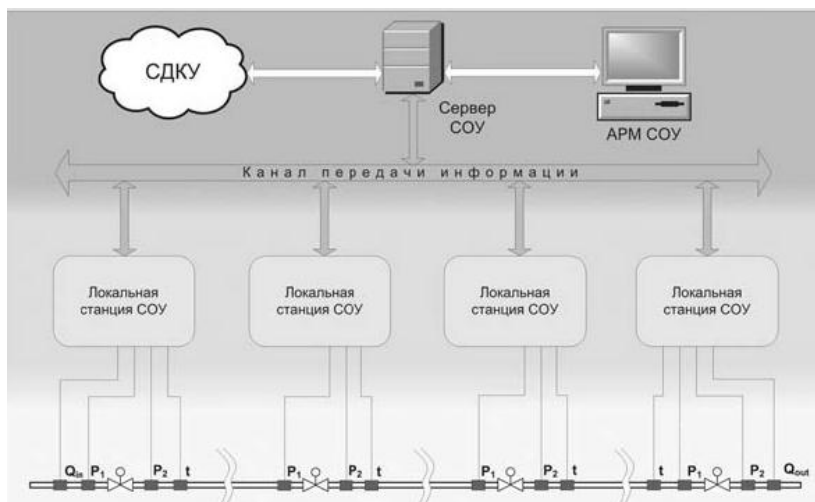 СДКУ
Сервер
СОУ
АРМ СОУ
Канал передачи информации
Локальная
станция СОУ
Локальная
станция СОУ
Локальная
станция СОУ
Локальная
станция СОУ
Qin P1 P2 t P1 P2 t P1 P2 t t P1 P2 Qout